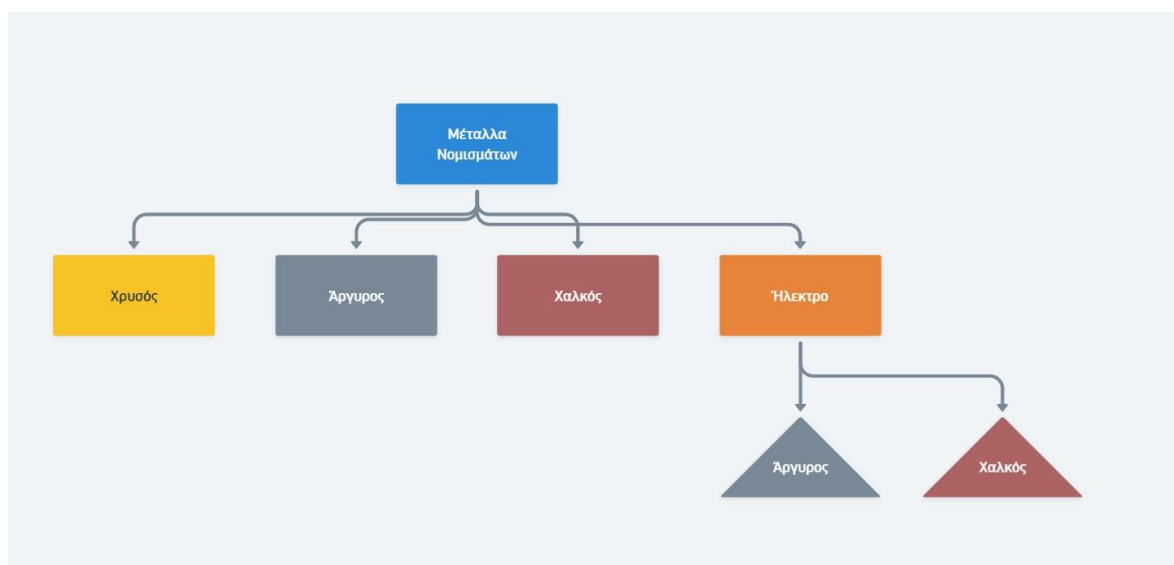 Μέταλλα
Νομισμάτων
Χρυσός
Άργυρος
Χαλκός
Ήλεκτρο
Άργυρος
Χαλκός